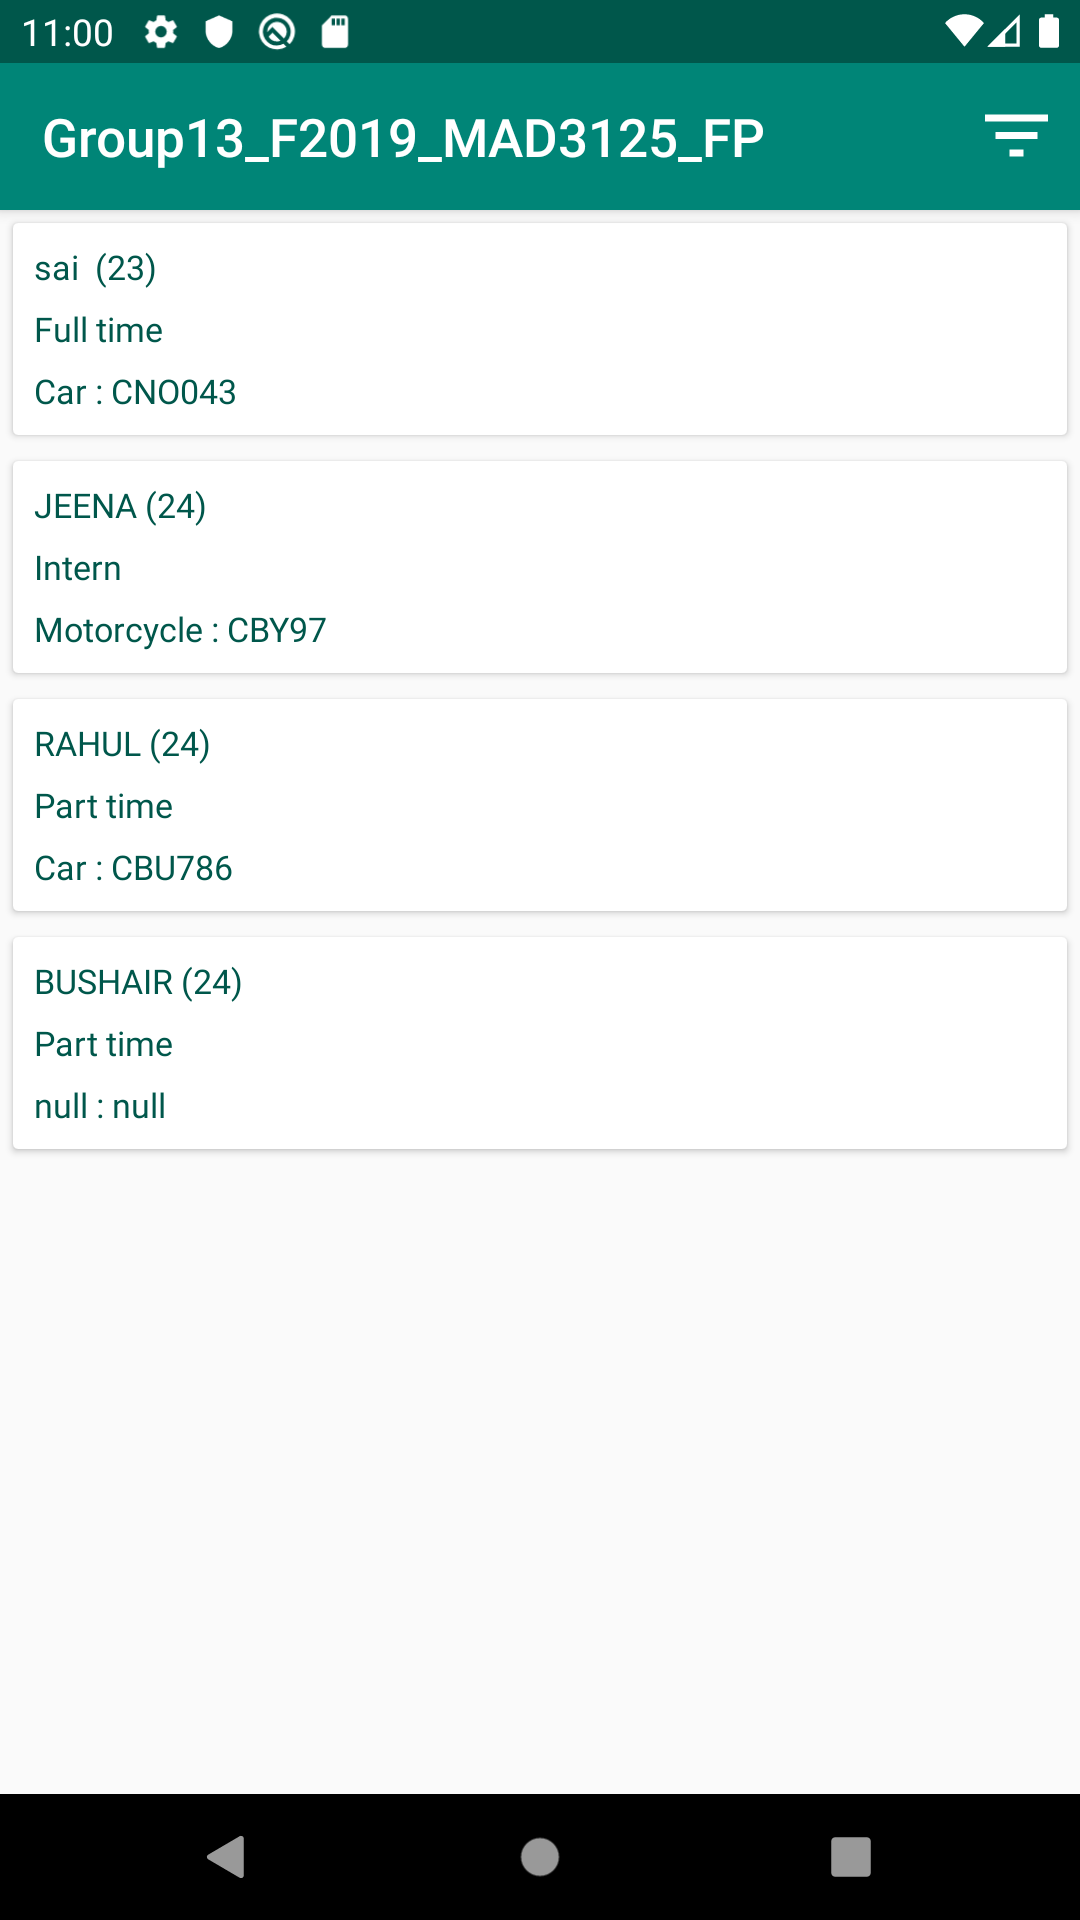 11:00
Group13_F2019_MAD3125_FP
sai  (23)
Full time
Car : CNO043
JEENA (24)
Intern
Motorcycle : CBY97
RAHUL (24)
Part time
Car : CBU786
BUSHAIR (24)
Part time
null : null